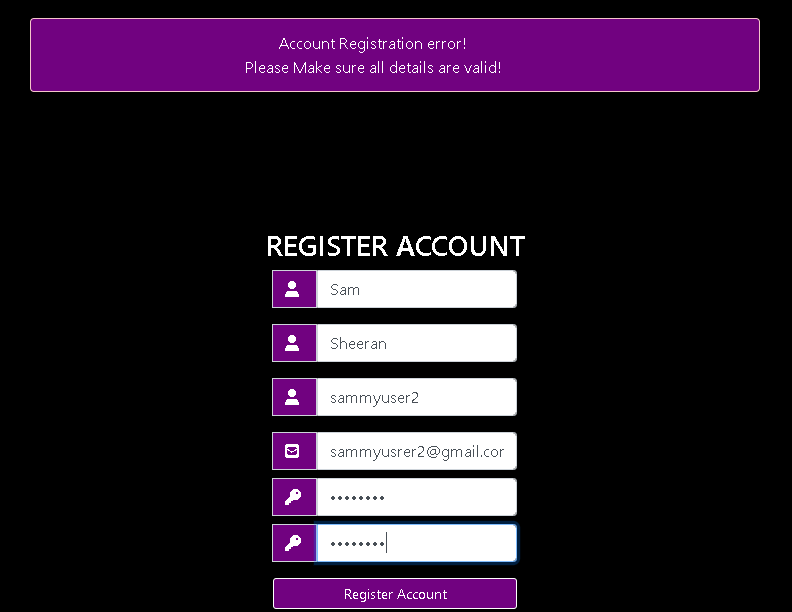 Account Registration error!
Please Make sure all details are valid!
REGISTER ACCOUNT
Sam
Sheeran
sammyuser2
sammyusrer2@gmail.cor
••••••••
••••••••
Register Account